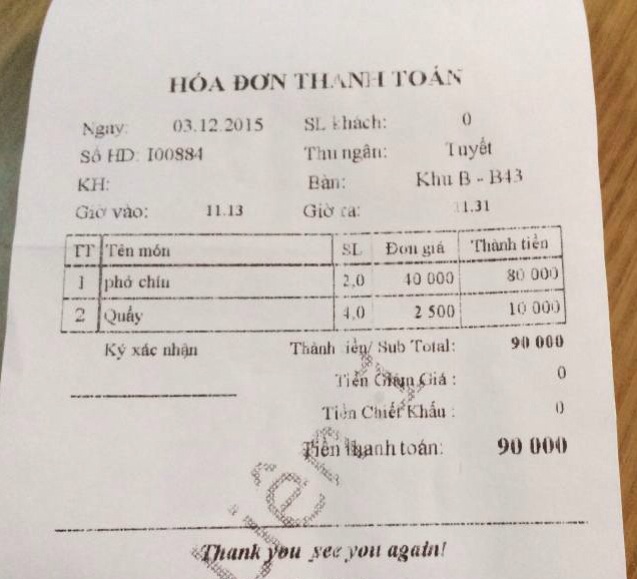 HÓA ĐƠN THANH TOÁN
Ngày: 03.12.2015 SL khách: 0
Số HD: I00884 Thu ngân: Tuyết
KH: Bàn: Khu B - B43
Giờ vào: 11.13 Giờ ra: 11.31
TT Tên món SL Đơn giá Thành tiền
1 phở chín 2,0 40 000 80 000
2 Quẩy 4,0 2 500 10 000
Ký xác nhận Thành tiền/ Sub Total: 90 000
Tiền Giảm Giá : 0
Tiền Chiết Khấu : 0
Tiền thanh toán: 90 000
Thank you see you again!